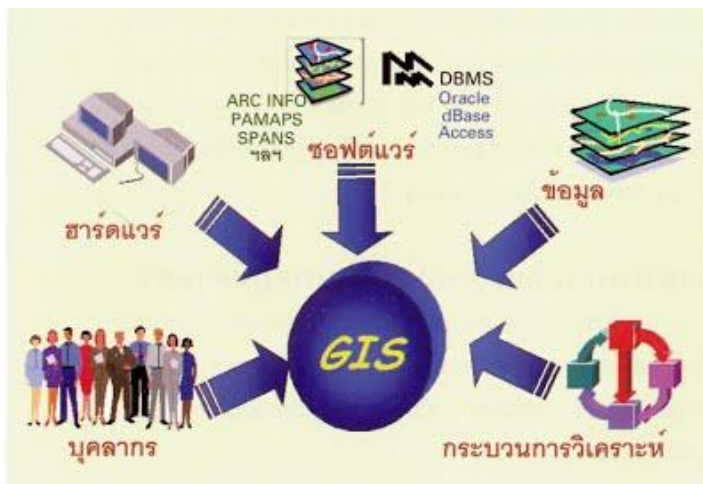 ARC INFO
PAMAPS
SPANS
ฯลฯ
DBMS
Oracle
dBase
Access
ซอฟต์แวร์
ฮาร์ดแวร์
ข้อมูล
GIS
บุคลากร
กระบวนการวิเคราะห์